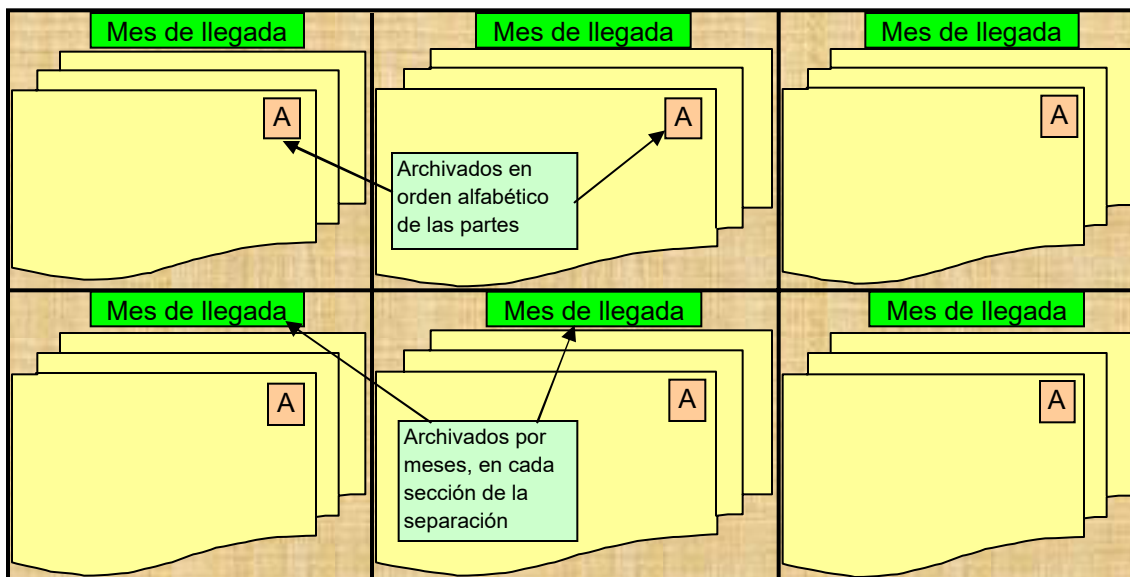 Mes de llegada
Mes de llegada
Mes de llegada
A
A
A
Archivados en
orden alfabético
de las partes
Mes de llegada
Mes de llegada
Mes de llegada
A
A
A
Archivados por
meses, en cada
sección de la
separación